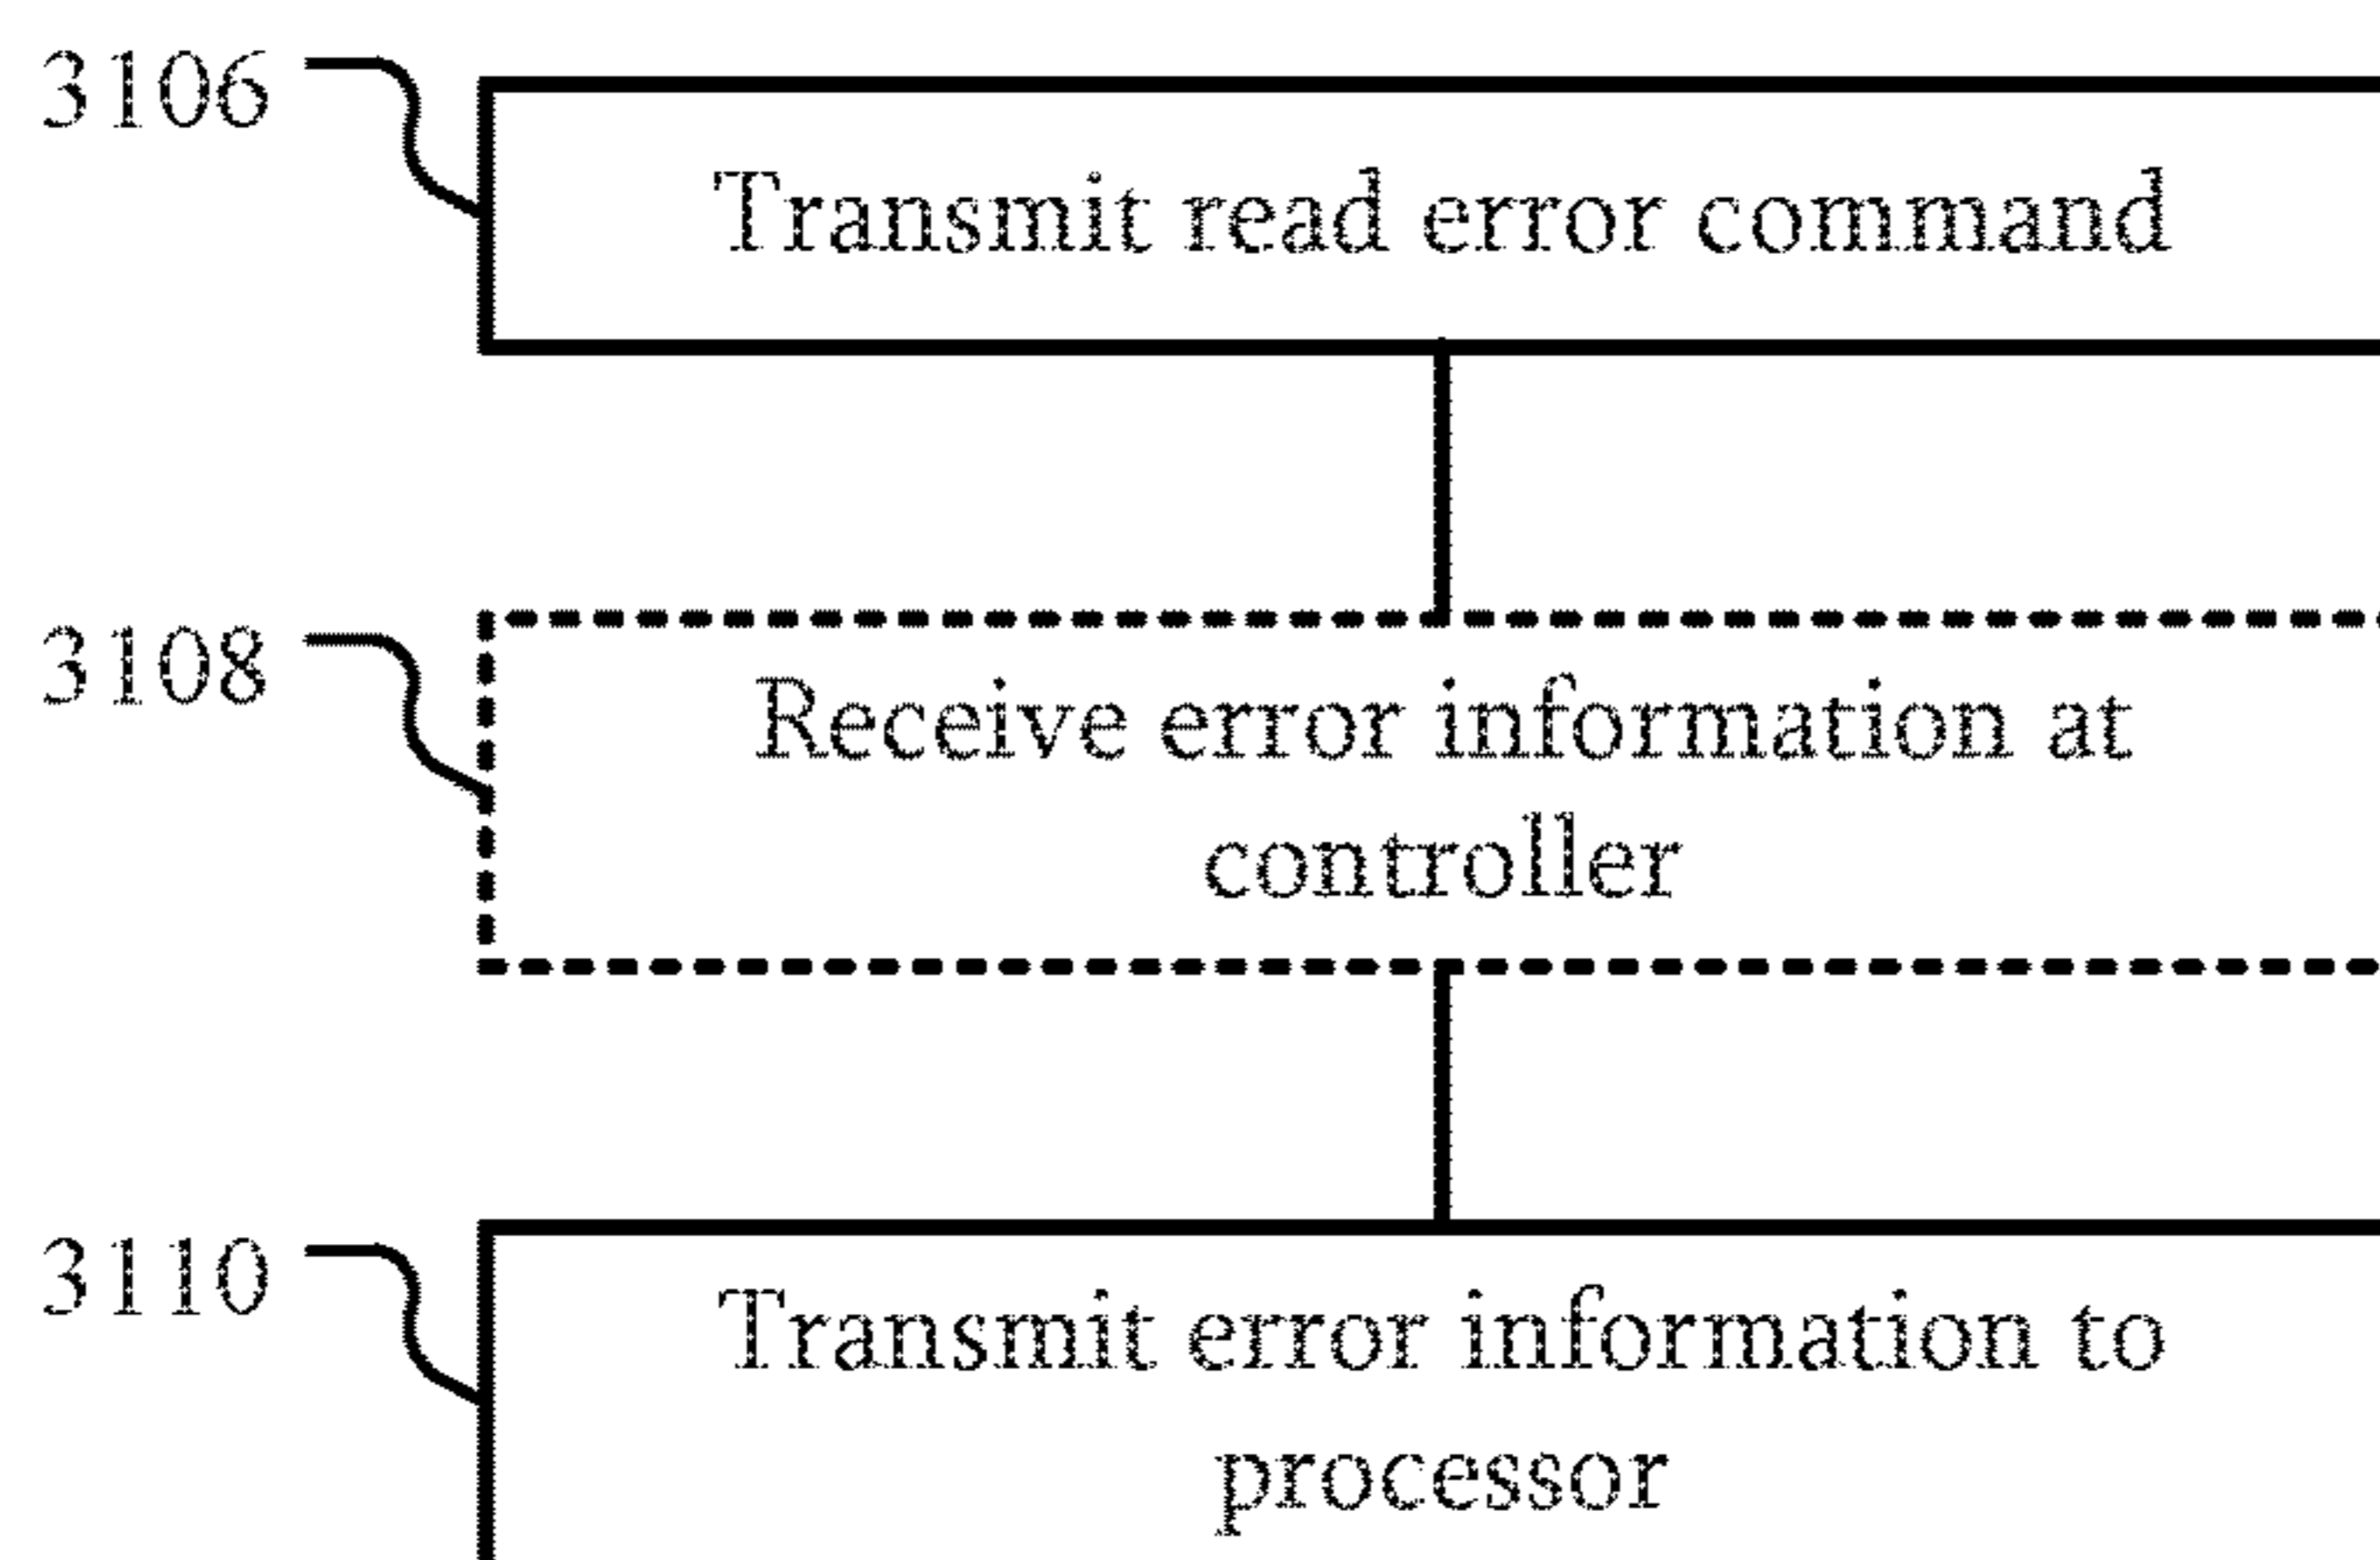 3106
Transmit read error command
3108
Receive error information at
controller
3110
Transmit error information to
processor